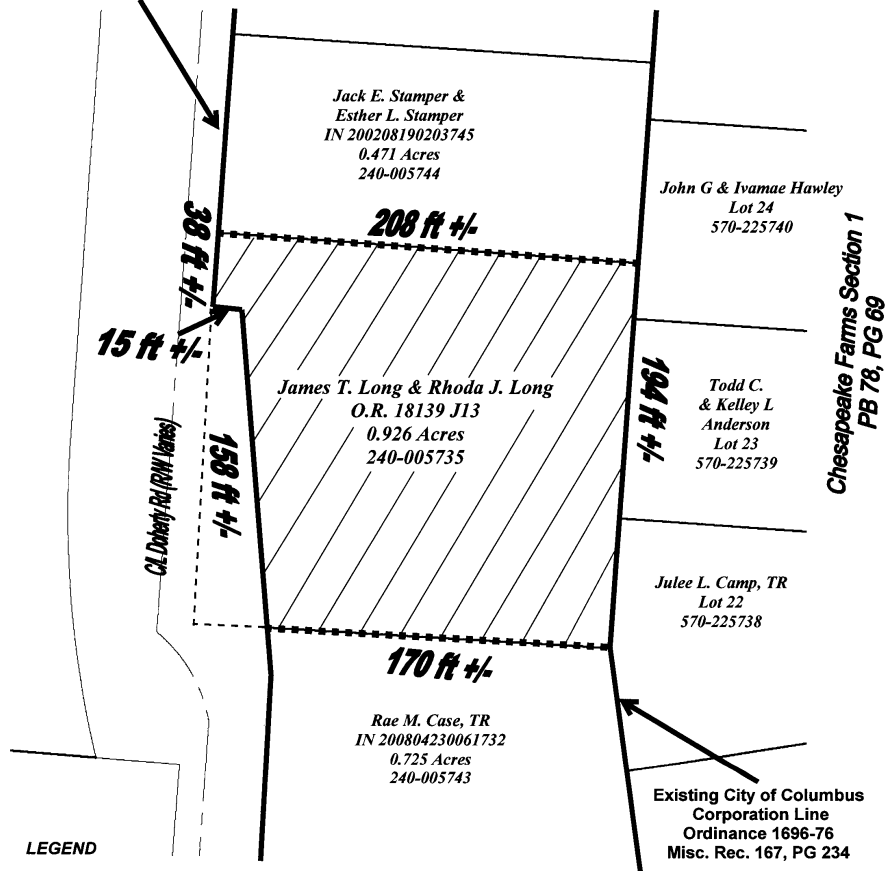 Jack E. Stamper &
Esther L. Stamper
IN 200208190203745
0.471 Acres
240-005744
John G & Ivamae Hawley
Lot 24
570-225740
Chesapeake Farms Section 1
PB 78, PG 69
38 ft +/-
208 ft +/-
15 ft +/-
James T. Long & Rhoda J. Long
O.R. 18139 J13
0.926 Acres
240-005735
194 ft +/-
Todd C.
& Kelley L
Anderson
Lot 23
570-225739
C/L Doherty Rd (R/W Varies)
158 ft +/-
Julee L. Camp, TR
Lot 22
570-225738
170 ft +/-
Rae M. Case, TR
IN 200804230061732
0.725 Acres
240-005743
Existing City of Columbus
Corporation Line
Ordinance 1696-76
Misc. Rec. 167, PG 234
LEGEND